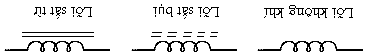 Lõi sắt từ
Lõi sắt bụi
Lõi không khí